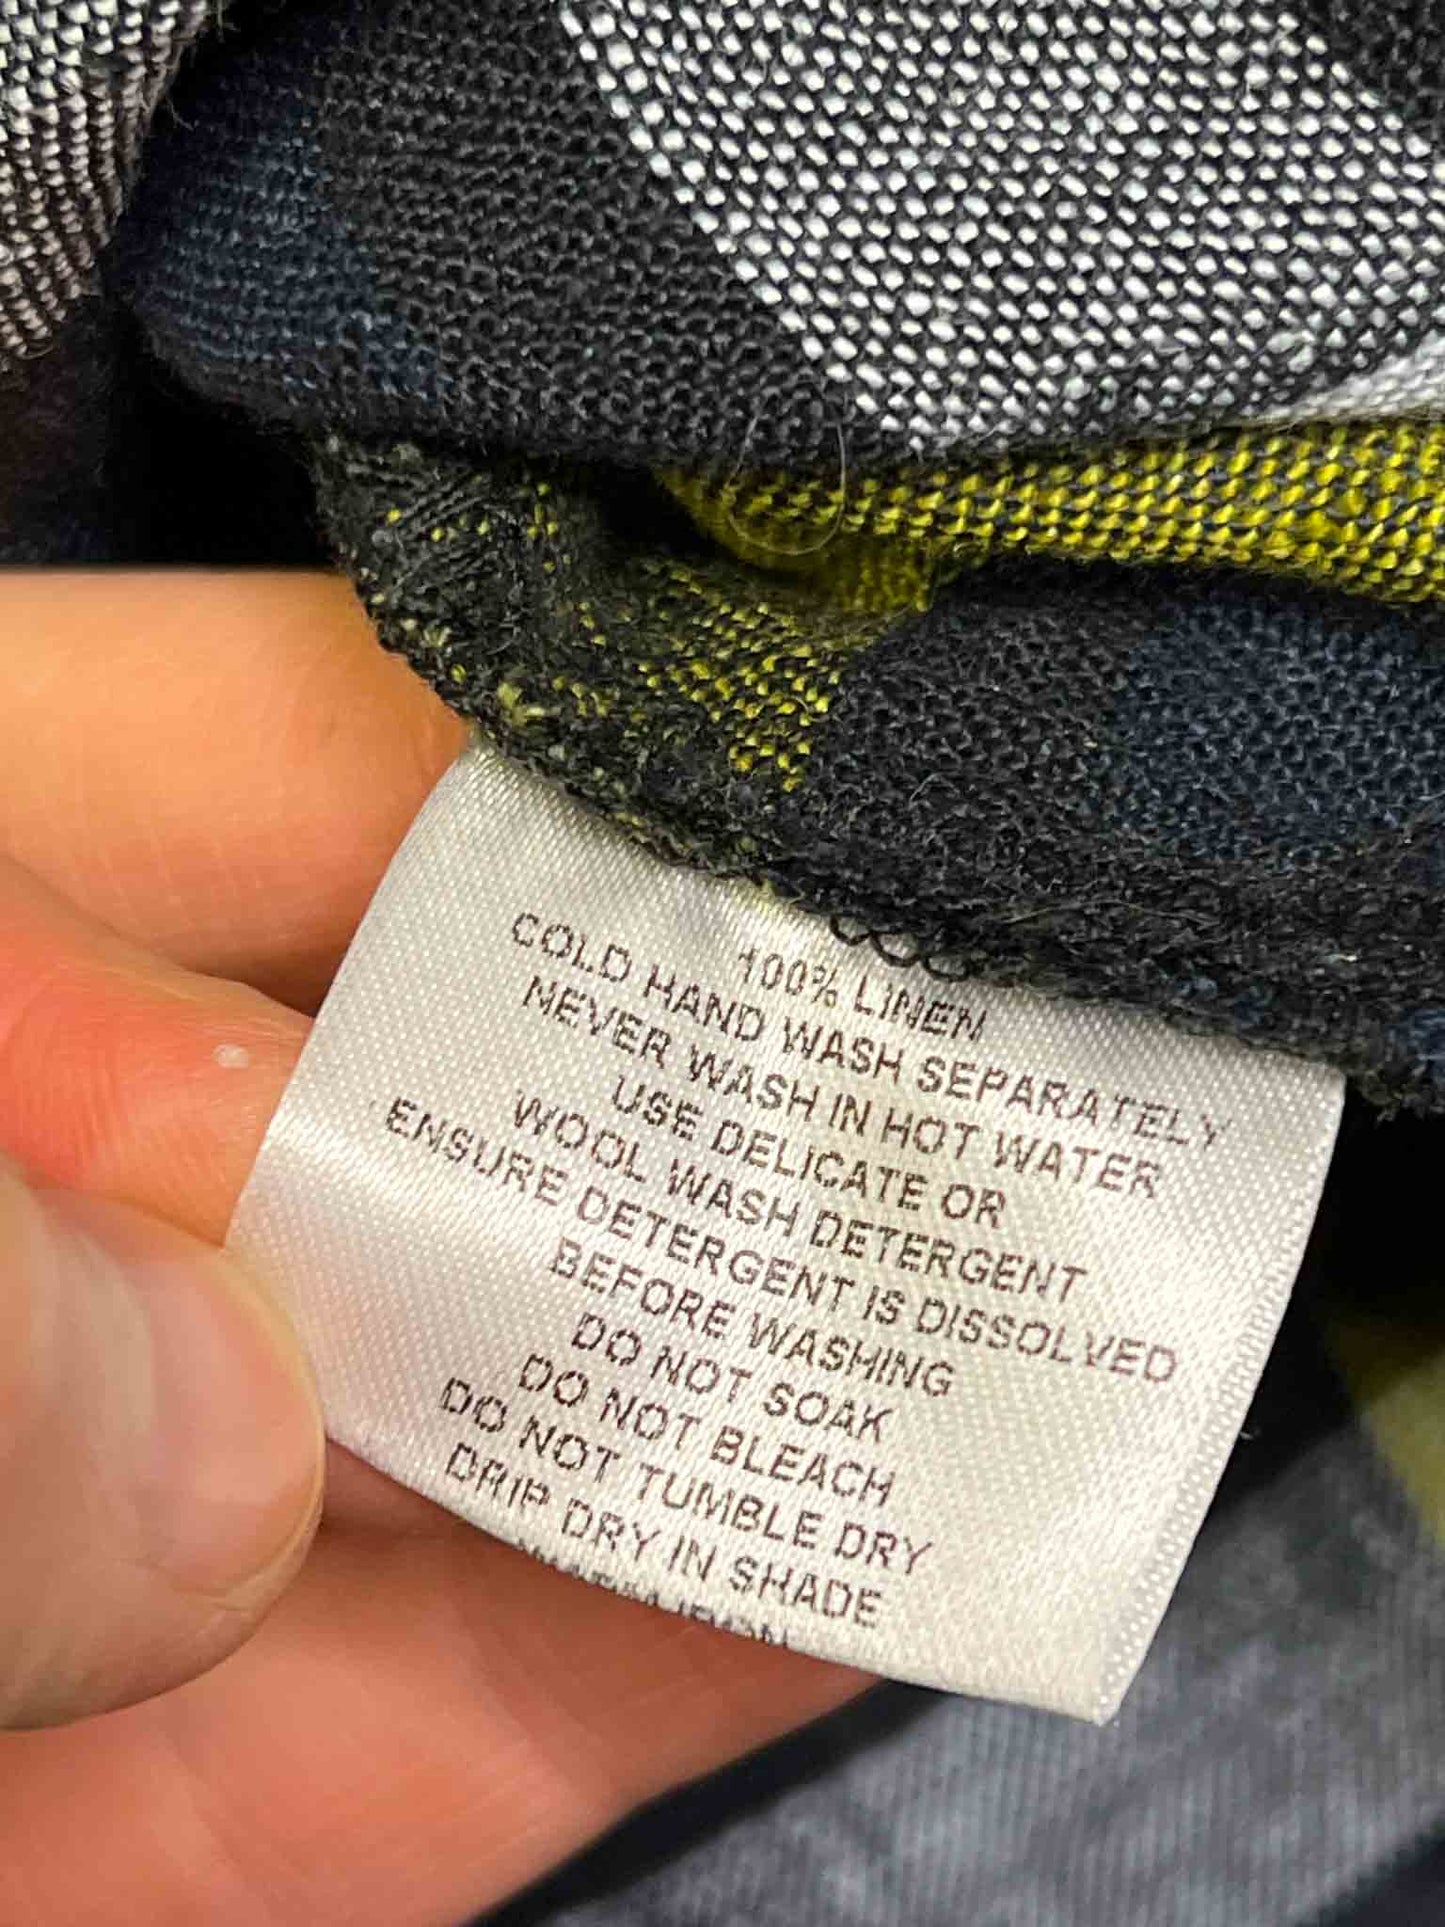 100% LINEN
COLD HAND WASH SEPARATELY
NEVER WASH IN HOT WATER
USE DELICATE OR
WOOL WASH DETERGENT
ENSURE DETERGENT IS DISSOLVED
BEFORE WASHING
DO NOT SOAK
DO NOT BLEACH
DO NOT TUMBLE DRY
DRIP DRY IN SHADE